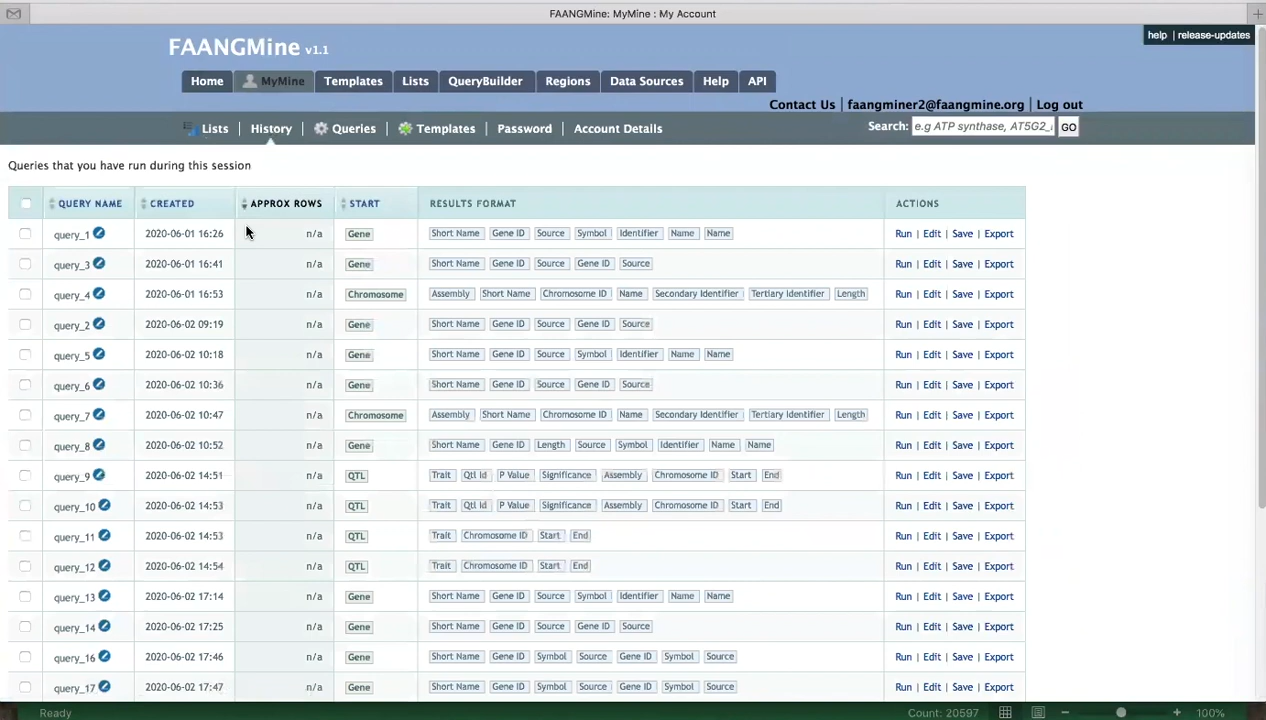 FAANGMine: MyMine : My Account
help | release-updates
FAANGMine v1.1
Home MyMine Templates Lists QueryBuilder Regions Data Sources Help API
Contact Us | faangminer2@faangmine.org | Log out
Lists | History | Queries | Templates | Password | Account Details
Search: e.g ATP synthase, AT5G2_ GO
Queries that you have run during this session
QUERY NAME CREATED APPROX ROWS START RESULTS FORMAT ACTIONS
query_1 2020-06-01 16:26 n/a Gene Short Name Gene ID Source Symbol Identifier Name Name Run | Edit | Save | Export
query_3 2020-06-01 16:41 n/a Gene Short Name Gene ID Source Gene ID Source Run | Edit | Save | Export
query_4 2020-06-01 16:53 n/a Chromosome Assembly Short Name Chromosome ID Name Secondary Identifier Tertiary Identifier Length Run | Edit | Save | Export
query_2 2020-06-02 09:19 n/a Gene Short Name Gene ID Source Gene ID Source Run | Edit | Save | Export
query_5 2020-06-02 10:18 n/a Gene Short Name Gene ID Source Symbol Identifier Name Name Run | Edit | Save | Export
query_6 2020-06-02 10:36 n/a Gene Short Name Gene ID Source Gene ID Source Run | Edit | Save | Export
query_7 2020-06-02 10:47 n/a Chromosome Assembly Short Name Chromosome ID Name Secondary Identifier Tertiary Identifier Length Run | Edit | Save | Export
query_8 2020-06-02 10:52 n/a Gene Short Name Gene ID Length Source Symbol Identifier Name Name Run | Edit | Save | Export
query_9 2020-06-02 14:51 n/a QTL Trait Qtl Id P Value Significance Assembly Chromosome ID Start End Run | Edit | Save | Export
query_10 2020-06-02 14:53 n/a QTL Trait Qtl Id P Value Significance Assembly Chromosome ID Start End Run | Edit | Save | Export
query_11 2020-06-02 14:53 n/a QTL Trait Chromosome ID Start End Run | Edit | Save | Export
query_12 2020-06-02 14:54 n/a QTL Trait Chromosome ID Start End Run | Edit | Save | Export
query_13 2020-06-02 17:14 n/a Gene Short Name Gene ID Source Symbol Identifier Name Name Run | Edit | Save | Export
query_14 2020-06-02 17:25 n/a Gene Short Name Gene ID Source Gene ID Source Run | Edit | Save | Export
query_16 2020-06-02 17:46 n/a Gene Short Name Gene ID Symbol Source Gene ID Symbol Source Run | Edit | Save | Export
query_17 2020-06-02 17:47 n/a Gene Short Name Gene ID Symbol Source Gene ID Symbol Source Run | Edit | Save | Export
Ready Count: 20597 100%